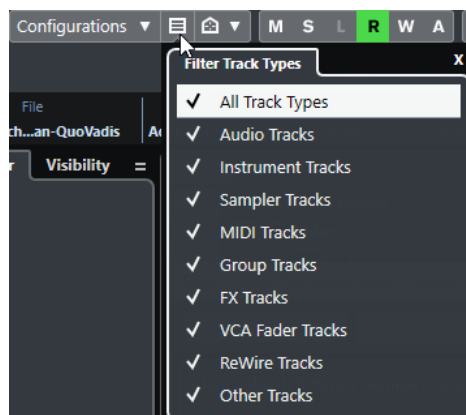 Configurations M S L R W A
Filter Track Types x
All Track Types
File
ch...an-QuoVadis
Audio Tracks
Visibility
Instrument Tracks
Sampler Tracks
MIDI Tracks
Group Tracks
FX Tracks
VCA Fader Tracks
ReWire Tracks
Other Tracks